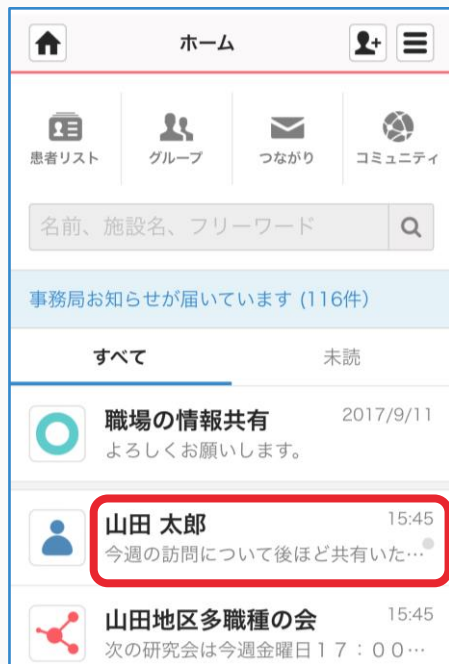 ホーム
患者リスト グループ つながり コミュニティ
名前、施設名、フリーワード
事務局お知らせが届いています (116件)
すべて 未読
職場の情報共有 2017/9/11
よろしくお願いします。
山田 太郎 15:45
今週の訪問について後ほど共有いた…
山田地区多職種の会 15:45
次の研究会は今週金曜日１７：００…